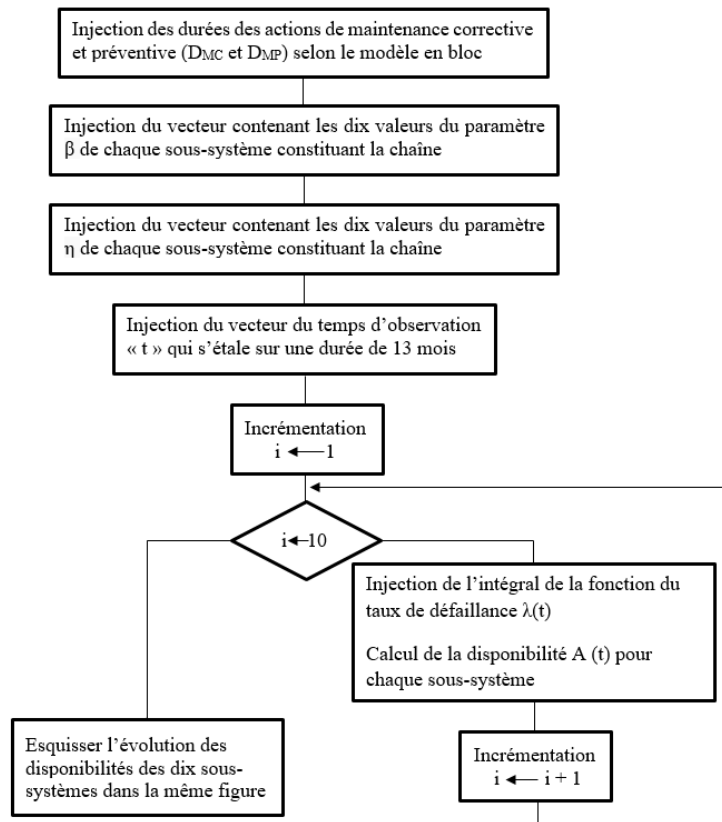 Injection des durées des actions de maintenance corrective
et préventive (DMC et DMP) selon le modèle en bloc
Injection du vecteur contenant les dix valeurs du paramètre
β de chaque sous-système constituant la chaîne
Injection du vecteur contenant les dix valeurs du paramètre
η de chaque sous-système constituant la chaîne
Injection du vecteur du temps d’observation
« t » qui s’étale sur une durée de 13 mois
Incrémentation
i ← 1
i←10
Injection de l’intégral de la fonction du
taux de défaillance λ(t)
Calcul de la disponibilité A (t) pour
chaque sous-système
Esquisser l’évolution des
disponibilités des dix sous-
systèmes dans la même figure
Incrémentation
i ← i + 1